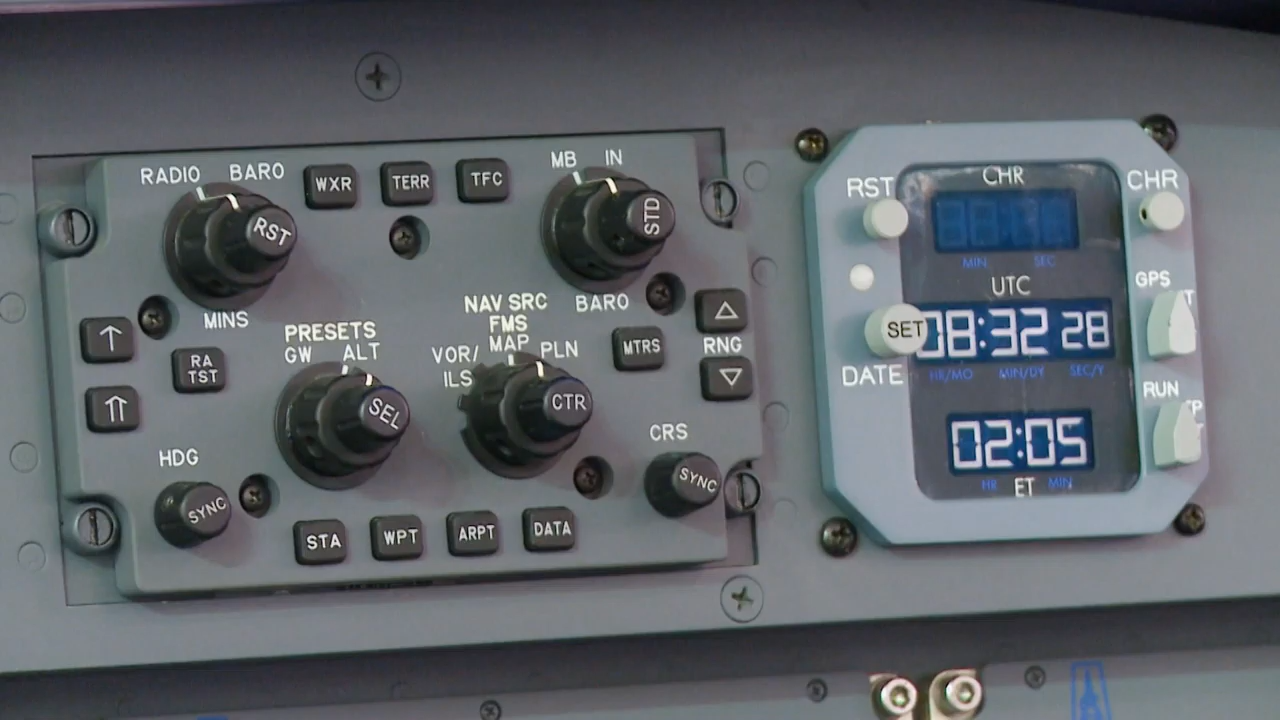 RADIO BARO
RST
MINS
WXR
TERR
TFC
MB IN
STD
BARO
RA
TST
PRESETS
GW ALT
SEL
NAV SRC
FMS
VOR/ MAP PLN
ILS
CTR
MTRS
RNG
HDG
SYNC
CRS
SYNC
STA
WPT
ARPT
DATA
CHR
RST
CHR
MIN SEC
UTC
GPS
SET
08:32 28
HR/MO MIN/DY SEC/Y
DATE
RUN
02:05
HR ET MIN